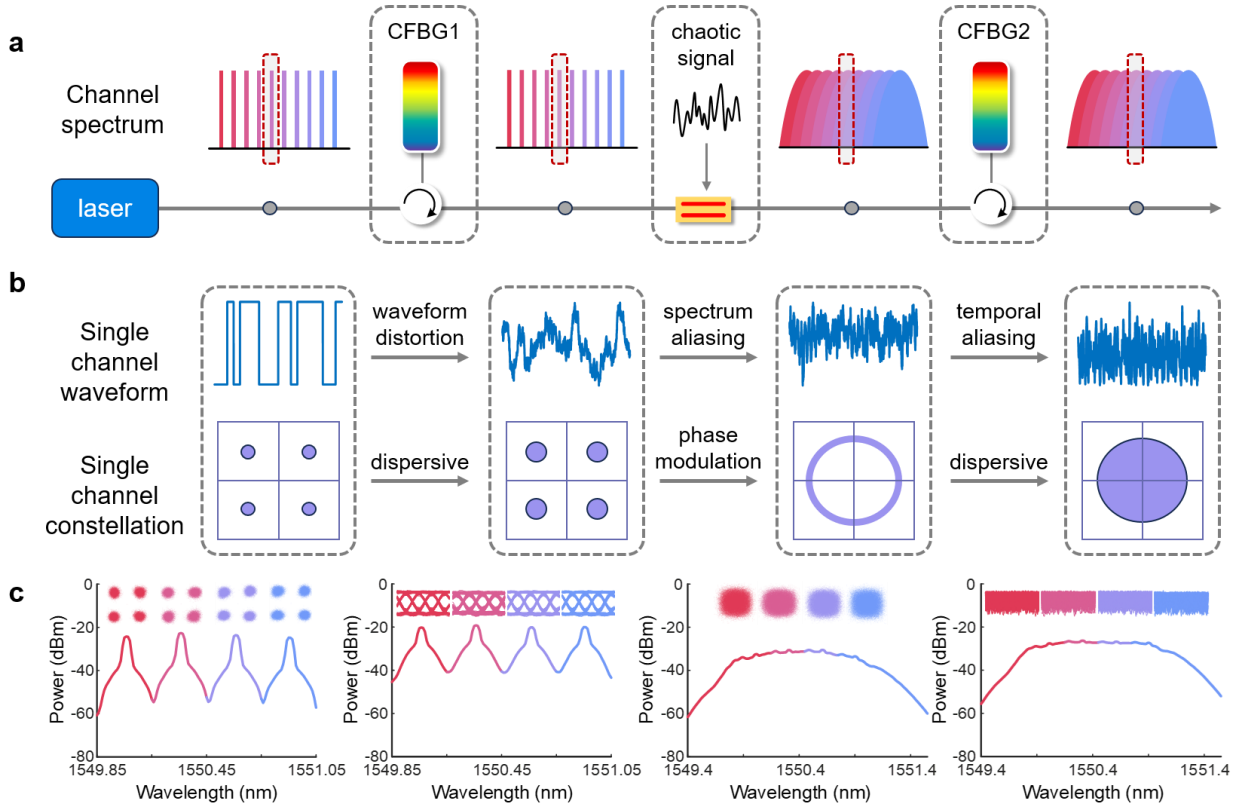 a
CFBG1
chaotic
signal
CFBG2
Channel
spectrum
laser
b
Single
channel
waveform
waveform
distortion
spectrum
aliasing
temporal
aliasing
Single
channel
constellation
dispersive
phase
modulation
dispersive
c
Power (dBm)
0
-20
-40
-60
-80
1549.85
1550.45
1551.05
Wavelength (nm)
Power (dBm)
0
-20
-40
-60
-80
1549.85
1550.45
1551.05
Wavelength (nm)
Power (dBm)
0
-20
-40
-60
-80
1549.4
1550.4
1551.4
Wavelength (nm)
Power (dBm)
0
-20
-40
-60
-80
1549.4
1550.4
1551.4
Wavelength (nm)